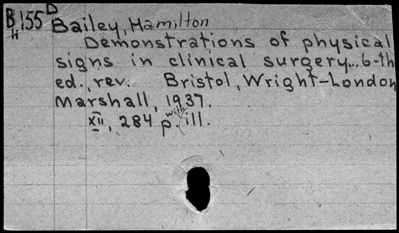 B155D Bailey, Hamilton
H
Demonstrations of physical
signs in clinical surgery...6-th
ed., rev. Bristol, Wright-London
Marshall, 1937.
XII, 284 p. with ill.